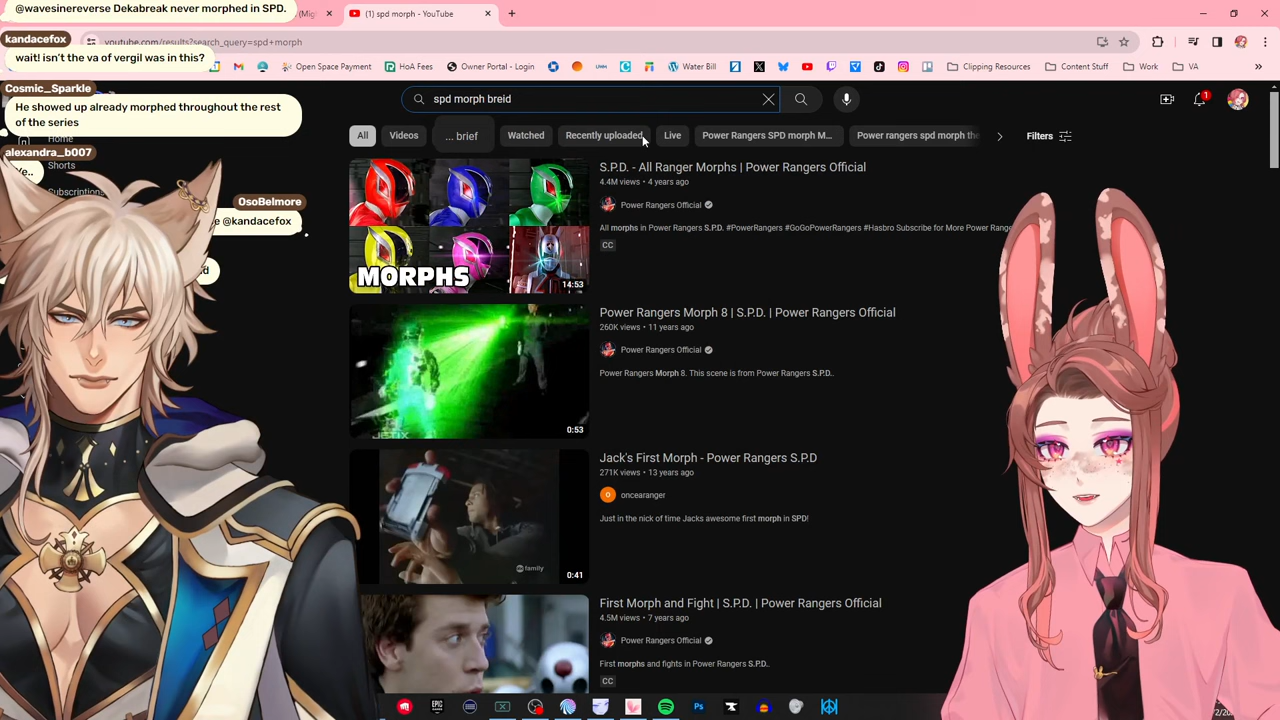 @wavesinereverse Dekabreak never morphed in SPD.
(1) spd morph - YouTube
kandacefox
wait! isn't the va of vergil was in this?
youtube.com/results?search_query=spd+morph
Open Space Payment
HoA Fees
Owner Portal - Login
Water Bill
Clipping Resources
Content Stuff
Work
VA
Cosmic_Sparkle
He showed up already morphed throughout the rest
of the series
spd morph breid
1
Home
All
Videos
... brief
Watched
Recently uploaded
Live
Power Rangers SPD morph M...
Power rangers spd morph the
Filters
alexandra_b007
Shorts
Subscriptions
OsoBelmore
@kandacefox
MORPHS
14:53
S.P.D. - All Ranger Morphs | Power Rangers Official
4.4M views • 4 years ago
Power Rangers Official
All morphs in Power Rangers S.P.D. #PowerRangers #GoGoPowerRangers #Hasbro Subscribe for More Power Range
CC
JETIX
0:53
Power Rangers Morph 8 | S.P.D. | Power Rangers Official
260K views • 11 years ago
Power Rangers Official
Power Rangers Morph 8. This scene is from Power Rangers S.P.D..
abc family
0:41
Jack's First Morph - Power Rangers S.P.D
271K views • 13 years ago
oncearanger
Just in the nick of time Jacks awesome first morph in SPD!
First Morph and Fight | S.P.D. | Power Rangers Official
4.5M views • 7 years ago
Power Rangers Official
First morphs and fights in Power Rangers S.P.D..
CC
EPIC
Ps